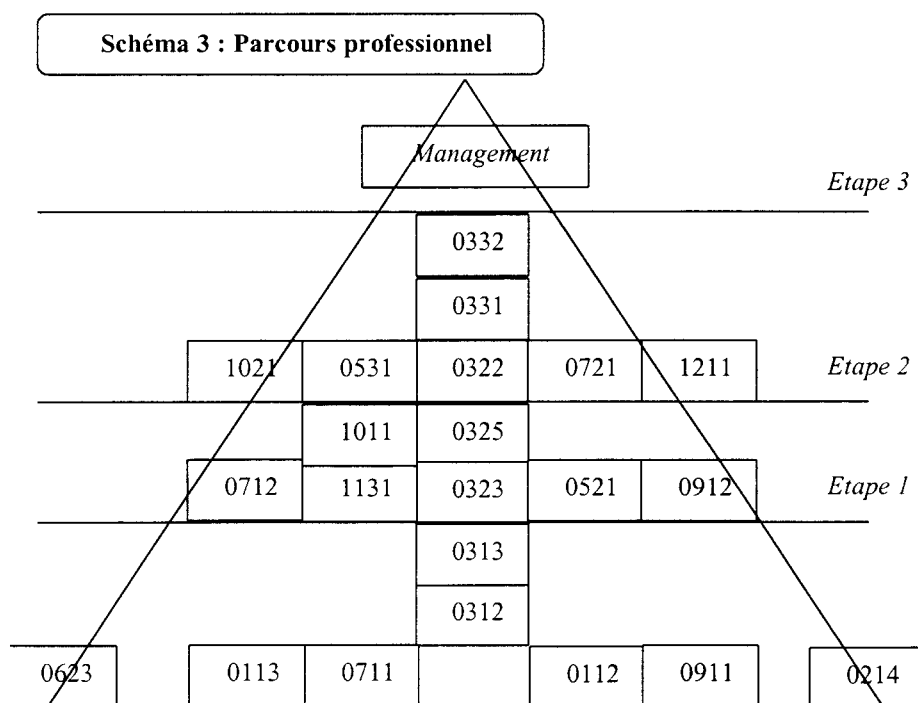 Schéma 3 : Parcours professionnel
Management
Etape 3
0332
0331
1021 0531 0322 0721 1211 Etape 2
1011 0325
0712 1131 0323 0521 0912 Etape 1
0313
0312
0623 0113 0711 0112 0911 0214